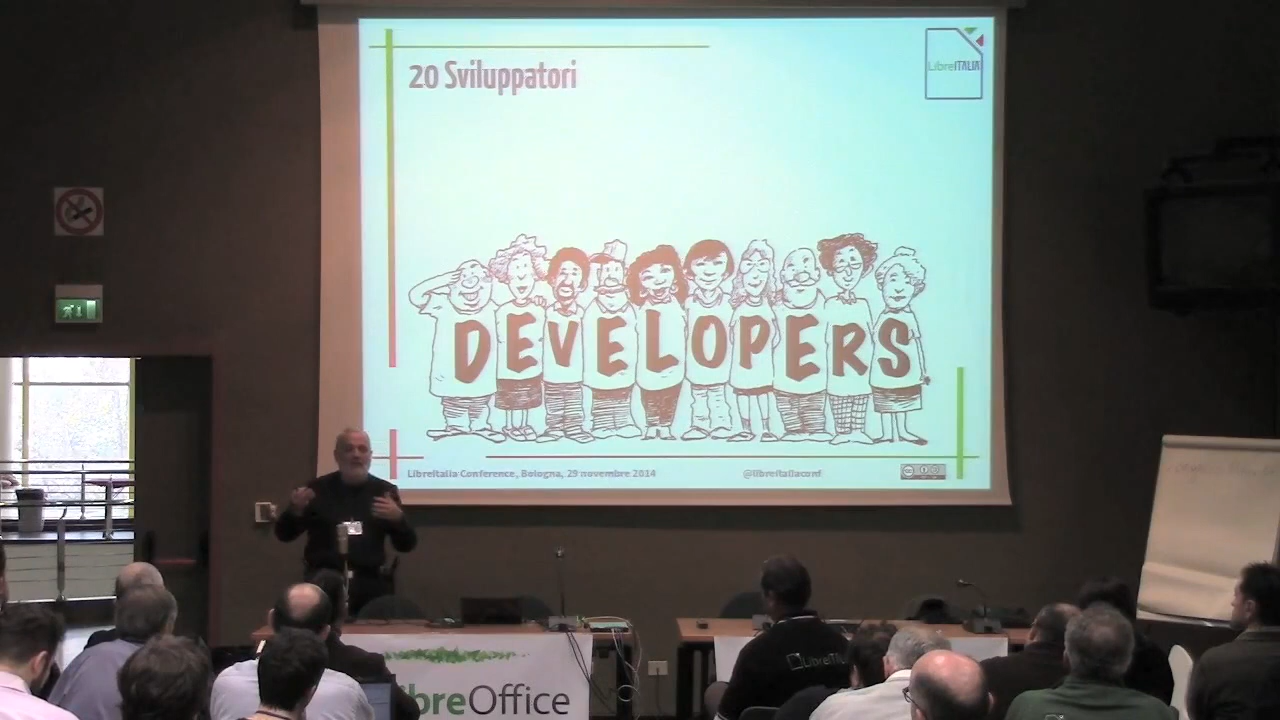 20 Sviluppatori
LibreITALIA
DEVELOPERS
LibreItalia Conference, Bologna, 29 novembre 2014
@libreitaliaconf
LibreOffice